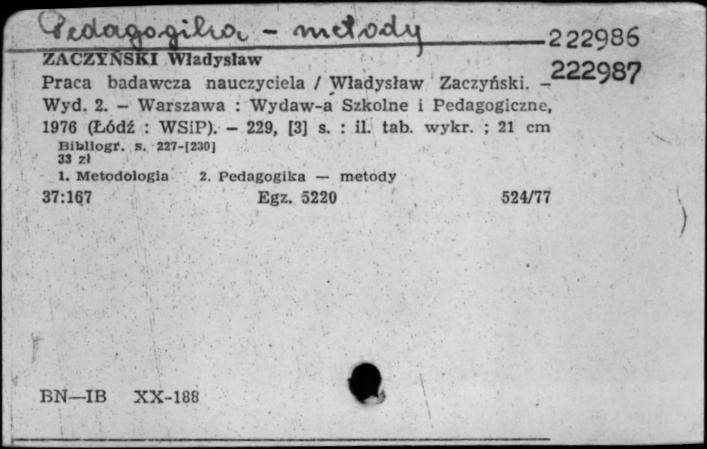 Pedagogika - metody
222986
ZACZYŃSKI Władysław
222987
Praca badawcza nauczyciela / Władysław Zaczyński. –
Wyd. 2. – Warszawa : Wydaw-a Szkolne i Pedagogiczne,
1976 (Łódź : WSiP). – 229, [3] s. : il. tab. wykr. ; 21 cm
Bibliogr. s. 227-[230]
33 zł
1. Metodologia 2. Pedagogika — metody
37:167 Egz. 5220 524/77
BN—IB XX-188